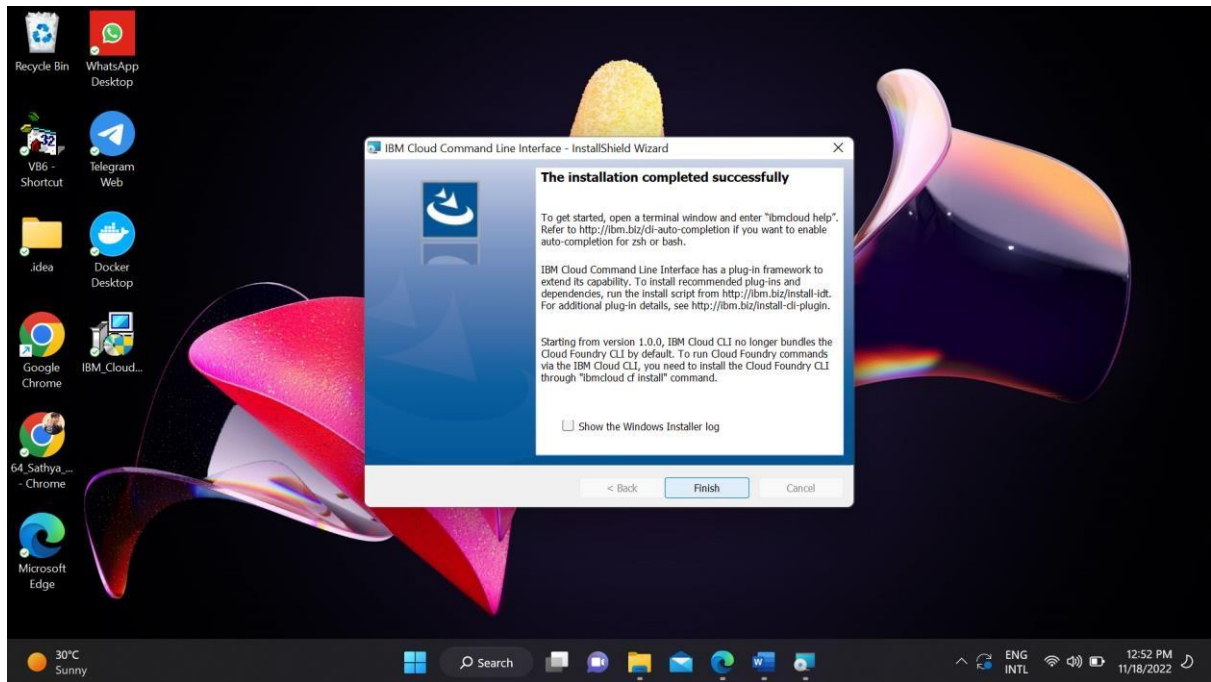 Recycle Bin
WhatsApp
Desktop
32
VB6 -
Shortcut
Telegram
Web
.idea
Docker
Desktop
Google
Chrome
IBM_Cloud...
64_Sathya_...
- Chrome
Microsoft
Edge
IBM Cloud Command Line Interface - InstallShield Wizard
The installation completed successfully
To get started, open a terminal window and enter "ibmcloud help".
Refer to http://ibm.biz/cli-auto-completion if you want to enable
auto-completion for zsh or bash.
IBM Cloud Command Line Interface has a plug-in framework to
extend its capability. To install recommended plug-ins and
dependencies, run the install script from http://ibm.biz/install-idt.
For additional plug-in details, see http://ibm.biz/install-cli-plugin.
Starting from version 1.0.0, IBM Cloud CLI no longer bundles the
Cloud Foundry CLI by default. To run Cloud Foundry commands
via the IBM Cloud CLI, you need to install the Cloud Foundry CLI
through "ibmcloud cf install" command.
Show the Windows Installer log
< Back Finish Cancel
30°C
Sunny
Search
W
ENG
INTL
12:52 PM
11/18/2022